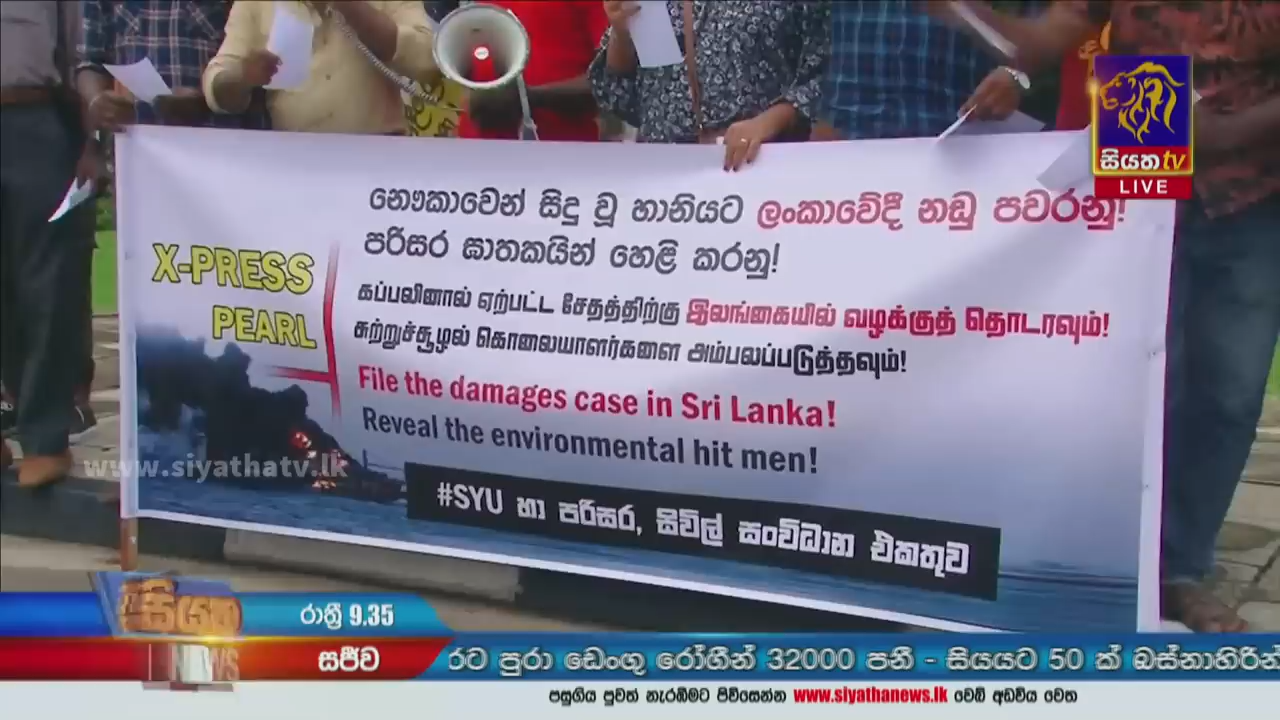 සියත tv
LIVE
නෞකාවෙන් සිදු වූ හානියට ලංකාවේදී නඩු පවරනු!
පරිසර ඝාතකයින් හෙළි කරනු!
X-PRESS
PEARL
கப்பலினால் ஏற்பட்ட சேதத்திற்கு இலங்கையில் வழக்குத் தொடரவும்!
சுற்றுச்சூழல் கொலையாளர்களை அம்பலப்படுத்தவும்!
File the damages case in Sri Lanka!
Reveal the environmental hit men!
www.siyathatv.lk
#SYU හා පරිසර, සිවිල් සංවිධාන එකතුව
සියත
NEWS
රාත්‍රී 9.35
සජීව
රට පුරා ඩෙංගු රෝගීන් 32000 පනී - සියයට 50 ක් බස්නාහිරින්
පසුගිය පුවත් නැරඹීමට පිවිසෙන්න www.siyathanews.lk වෙබ් අඩවිය වෙත